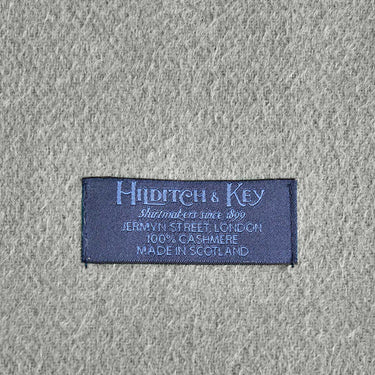 HILDITCH & KEY
Shirtmakers since 1899
JERMYN STREET, LONDON
100% CASHMERE
MADE IN SCOTLAND